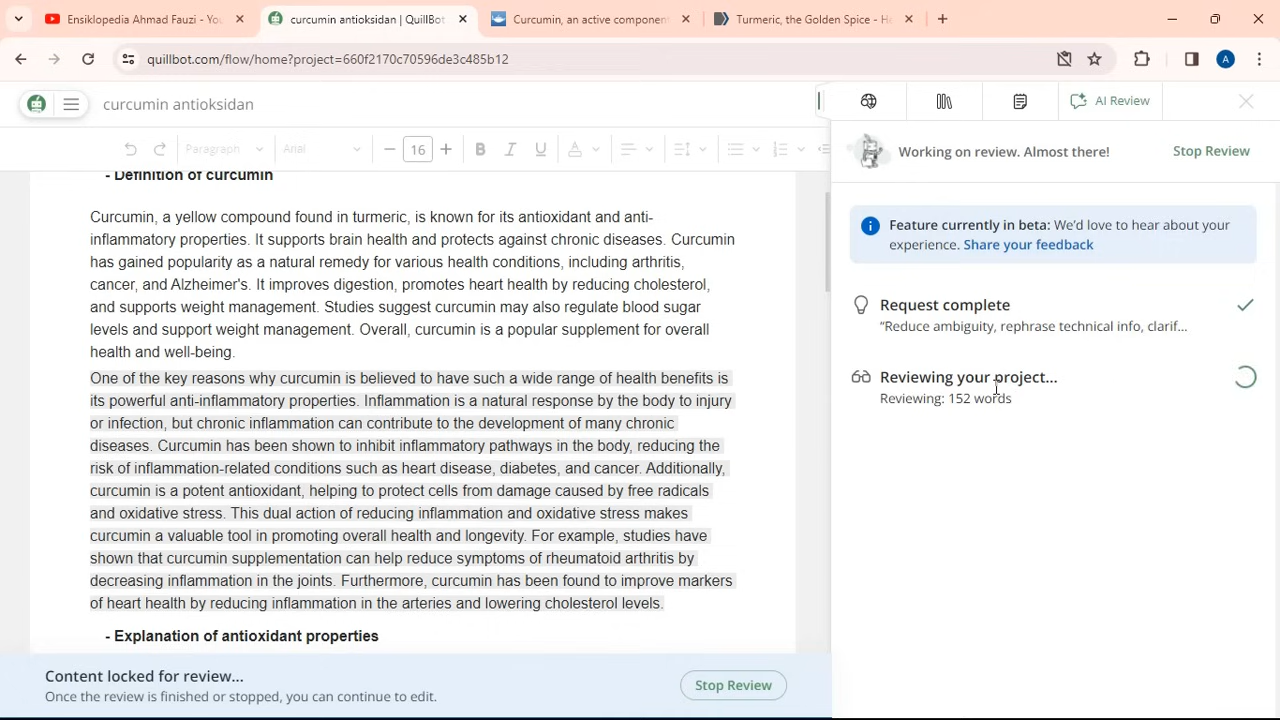 Ensiklopedia Ahmad Fauzi - You
curcumin antioksidan | QuillBot
Curcumin, an active component
Turmeric, the Golden Spice - He
quillbot.com/flow/home?project=660f2170c70596de3c485b12
A
curcumin antioksidan
AI Review
Paragraph
Arial
16
B
I
U
A
Working on review. Almost there!
Stop Review
- Definition of curcumin
Curcumin, a yellow compound found in turmeric, is known for its antioxidant and anti-
inflammatory properties. It supports brain health and protects against chronic diseases. Curcumin
has gained popularity as a natural remedy for various health conditions, including arthritis,
cancer, and Alzheimer's. It improves digestion, promotes heart health by reducing cholesterol,
and supports weight management. Studies suggest curcumin may also regulate blood sugar
levels and support weight management. Overall, curcumin is a popular supplement for overall
health and well-being.
One of the key reasons why curcumin is believed to have such a wide range of health benefits is
its powerful anti-inflammatory properties. Inflammation is a natural response by the body to injury
or infection, but chronic inflammation can contribute to the development of many chronic
diseases. Curcumin has been shown to inhibit inflammatory pathways in the body, reducing the
risk of inflammation-related conditions such as heart disease, diabetes, and cancer. Additionally,
curcumin is a potent antioxidant, helping to protect cells from damage caused by free radicals
and oxidative stress. This dual action of reducing inflammation and oxidative stress makes
curcumin a valuable tool in promoting overall health and longevity. For example, studies have
shown that curcumin supplementation can help reduce symptoms of rheumatoid arthritis by
decreasing inflammation in the joints. Furthermore, curcumin has been found to improve markers
of heart health by reducing inflammation in the arteries and lowering cholesterol levels.
- Explanation of antioxidant properties
Feature currently in beta: We'd love to hear about your
experience. Share your feedback
Request complete
“Reduce ambiguity, rephrase technical info, clarif...
Reviewing your project...
Reviewing: 152 words
Content locked for review...
Once the review is finished or stopped, you can continue to edit.
Stop Review